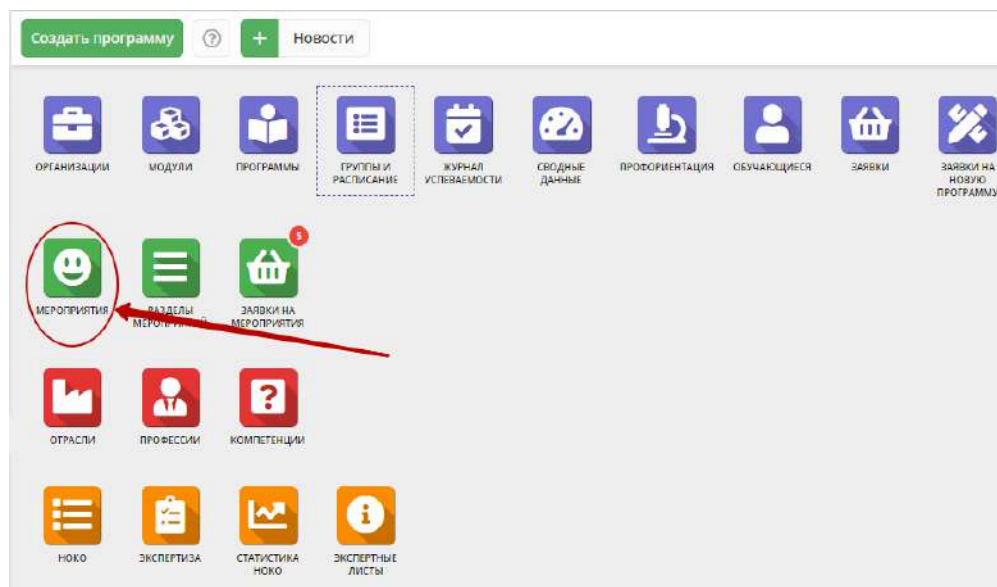 Создать программу
?
+ Новости
ОРГАНИЗАЦИИ
МОДУЛИ
ПРОГРАММЫ
ГРУППЫ И
РАСПИСАНИЕ
ЖУРНАЛ
УСПЕВАЕМОСТИ
СВОДНЫЕ
ДАННЫЕ
ПРОФОРИЕНТАЦИЯ
ОБУЧАЮЩИЕСЯ
ЗАЯВКИ
ЗАЯВКИ НА
НОВУЮ
ПРОГРАММУ
МЕРОПРИЯТИЯ
РАЗДЕЛЫ
МЕРОПРИЯТИЙ
5
ЗАЯВКИ НА
МЕРОПРИЯТИЯ
ОТРАСЛИ
ПРОФЕССИИ
?
КОМПЕТЕНЦИИ
НОКО
ЭКСПЕРТИЗА
СТАТИСТИКА
НОКО
i
ЭКСПЕРТНЫЕ
ЛИСТЫ